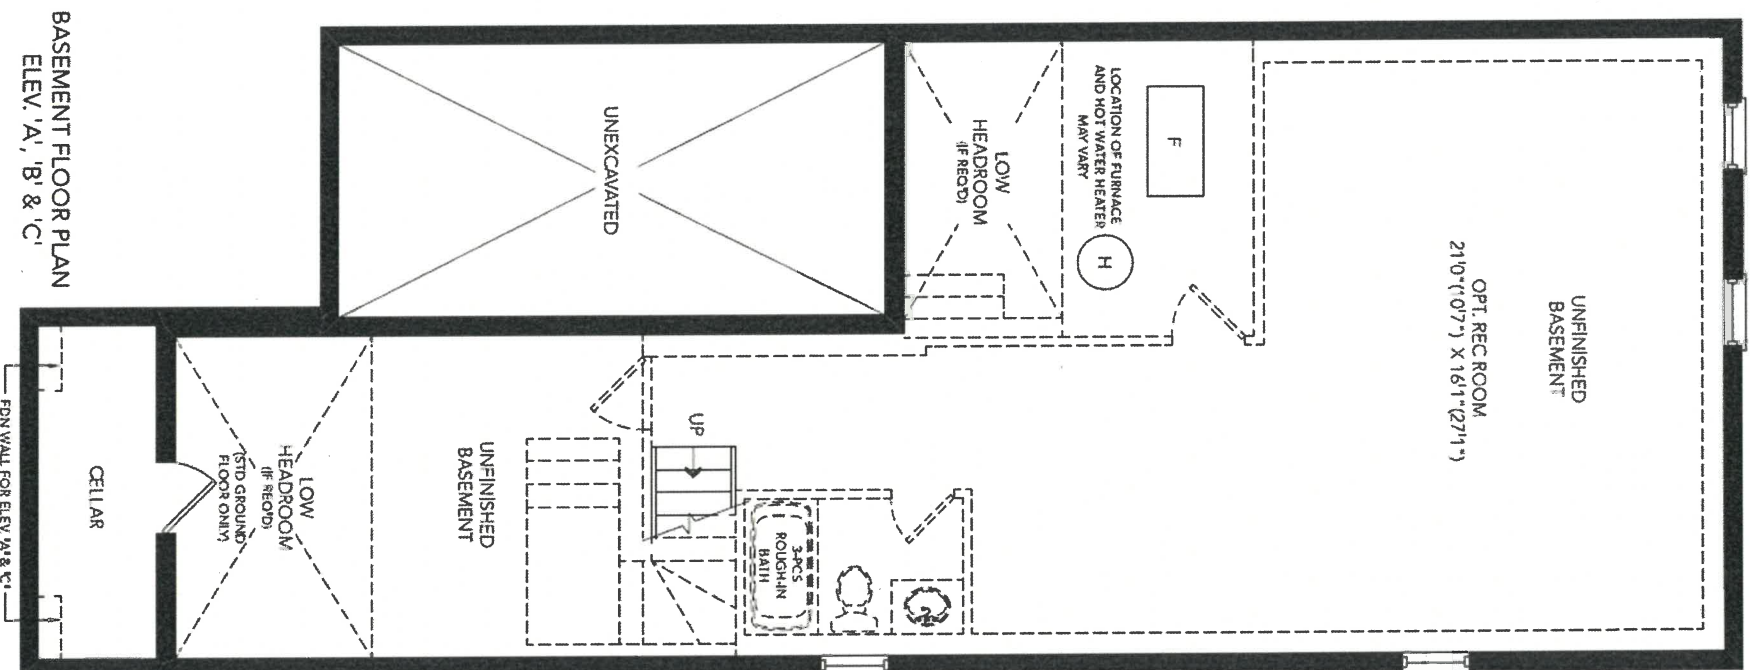 BASEMENT FLOOR PLAN
ELEV. 'A', 'B' & 'C'
UNEXCAVATED
LOW
HEADROOM
(IF REQ'D)
LOCATION OF FURNACE
AND HOT WATER HEATER
MAY VARY
F
H
UNFINISHED
BASEMENT
OPT. REC ROOM
21'0"(10'7") X 16'1"(27'1")
UP
3-PCS
ROUGH-IN
BATH
UNFINISHED
BASEMENT
LOW
HEADROOM
(IF REQ'D)
(STD GROUND
FLOOR ONLY)
CELLAR
FDN WALL FOR ELEV. 'A' & 'C'